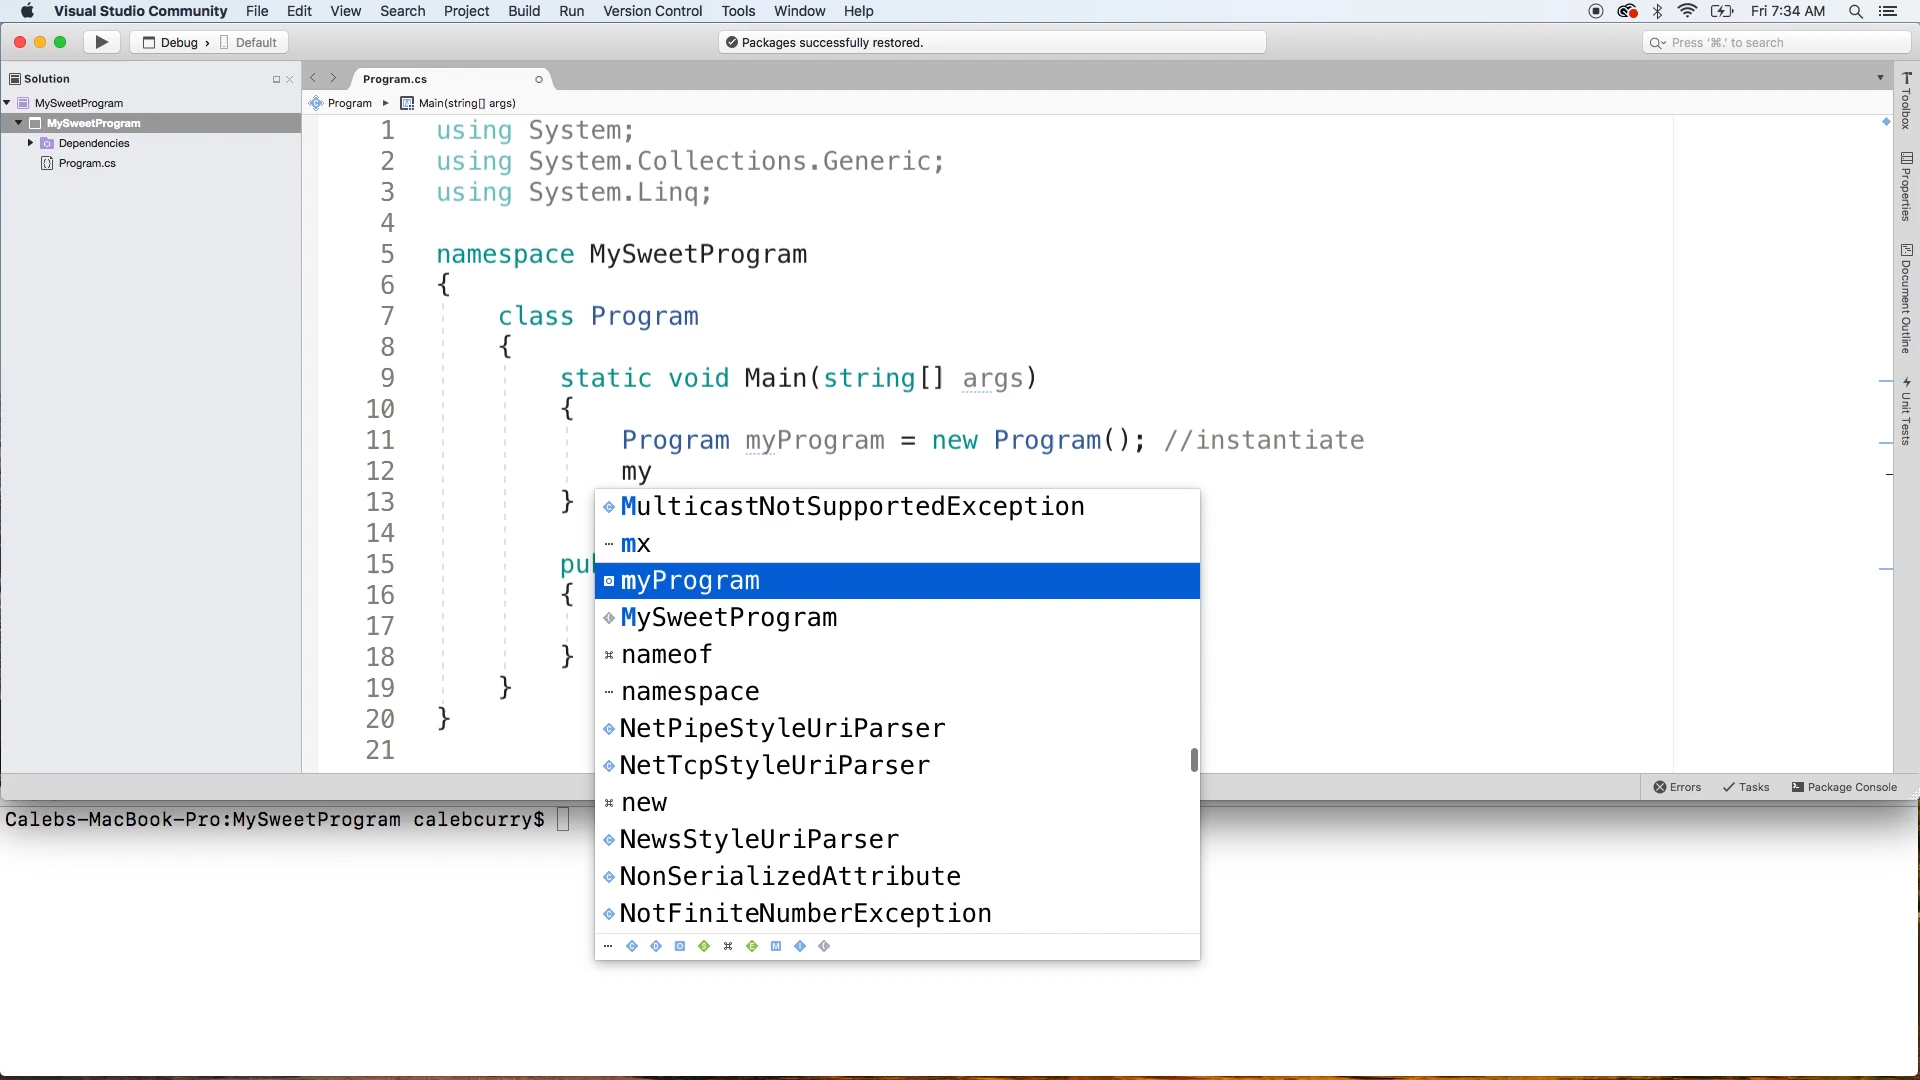 Visual Studio Community File Edit View Search Project Build Run Version Control Tools Window Help Fri 7:34 AM
Debug › Default Packages successfully restored. Press '⌘.' to search
Solution
MySweetProgram
MySweetProgram
Dependencies
Program.cs
Program.cs
Program Main(string[] args)
1 using System;
2 using System.Collections.Generic;
3 using System.Linq;
4
5 namespace MySweetProgram
6 {
7 class Program
8 {
9 static void Main(string[] args)
10 {
11 Program myProgram = new Program(); //instantiate
12 my
13 }
14
15 pu
16 {
17
18 }
19 }
20 }
21
MulticastNotSupportedException
mx
myProgram
MySweetProgram
nameof
namespace
NetPipeStyleUriParser
NetTcpStyleUriParser
new
NewsStyleUriParser
NonSerializedAttribute
NotFiniteNumberException
Toolbox
Properties
Document Outline
Unit Tests
Errors Tasks Package Console
Calebs-MacBook-Pro:MySweetProgram calebcurry$